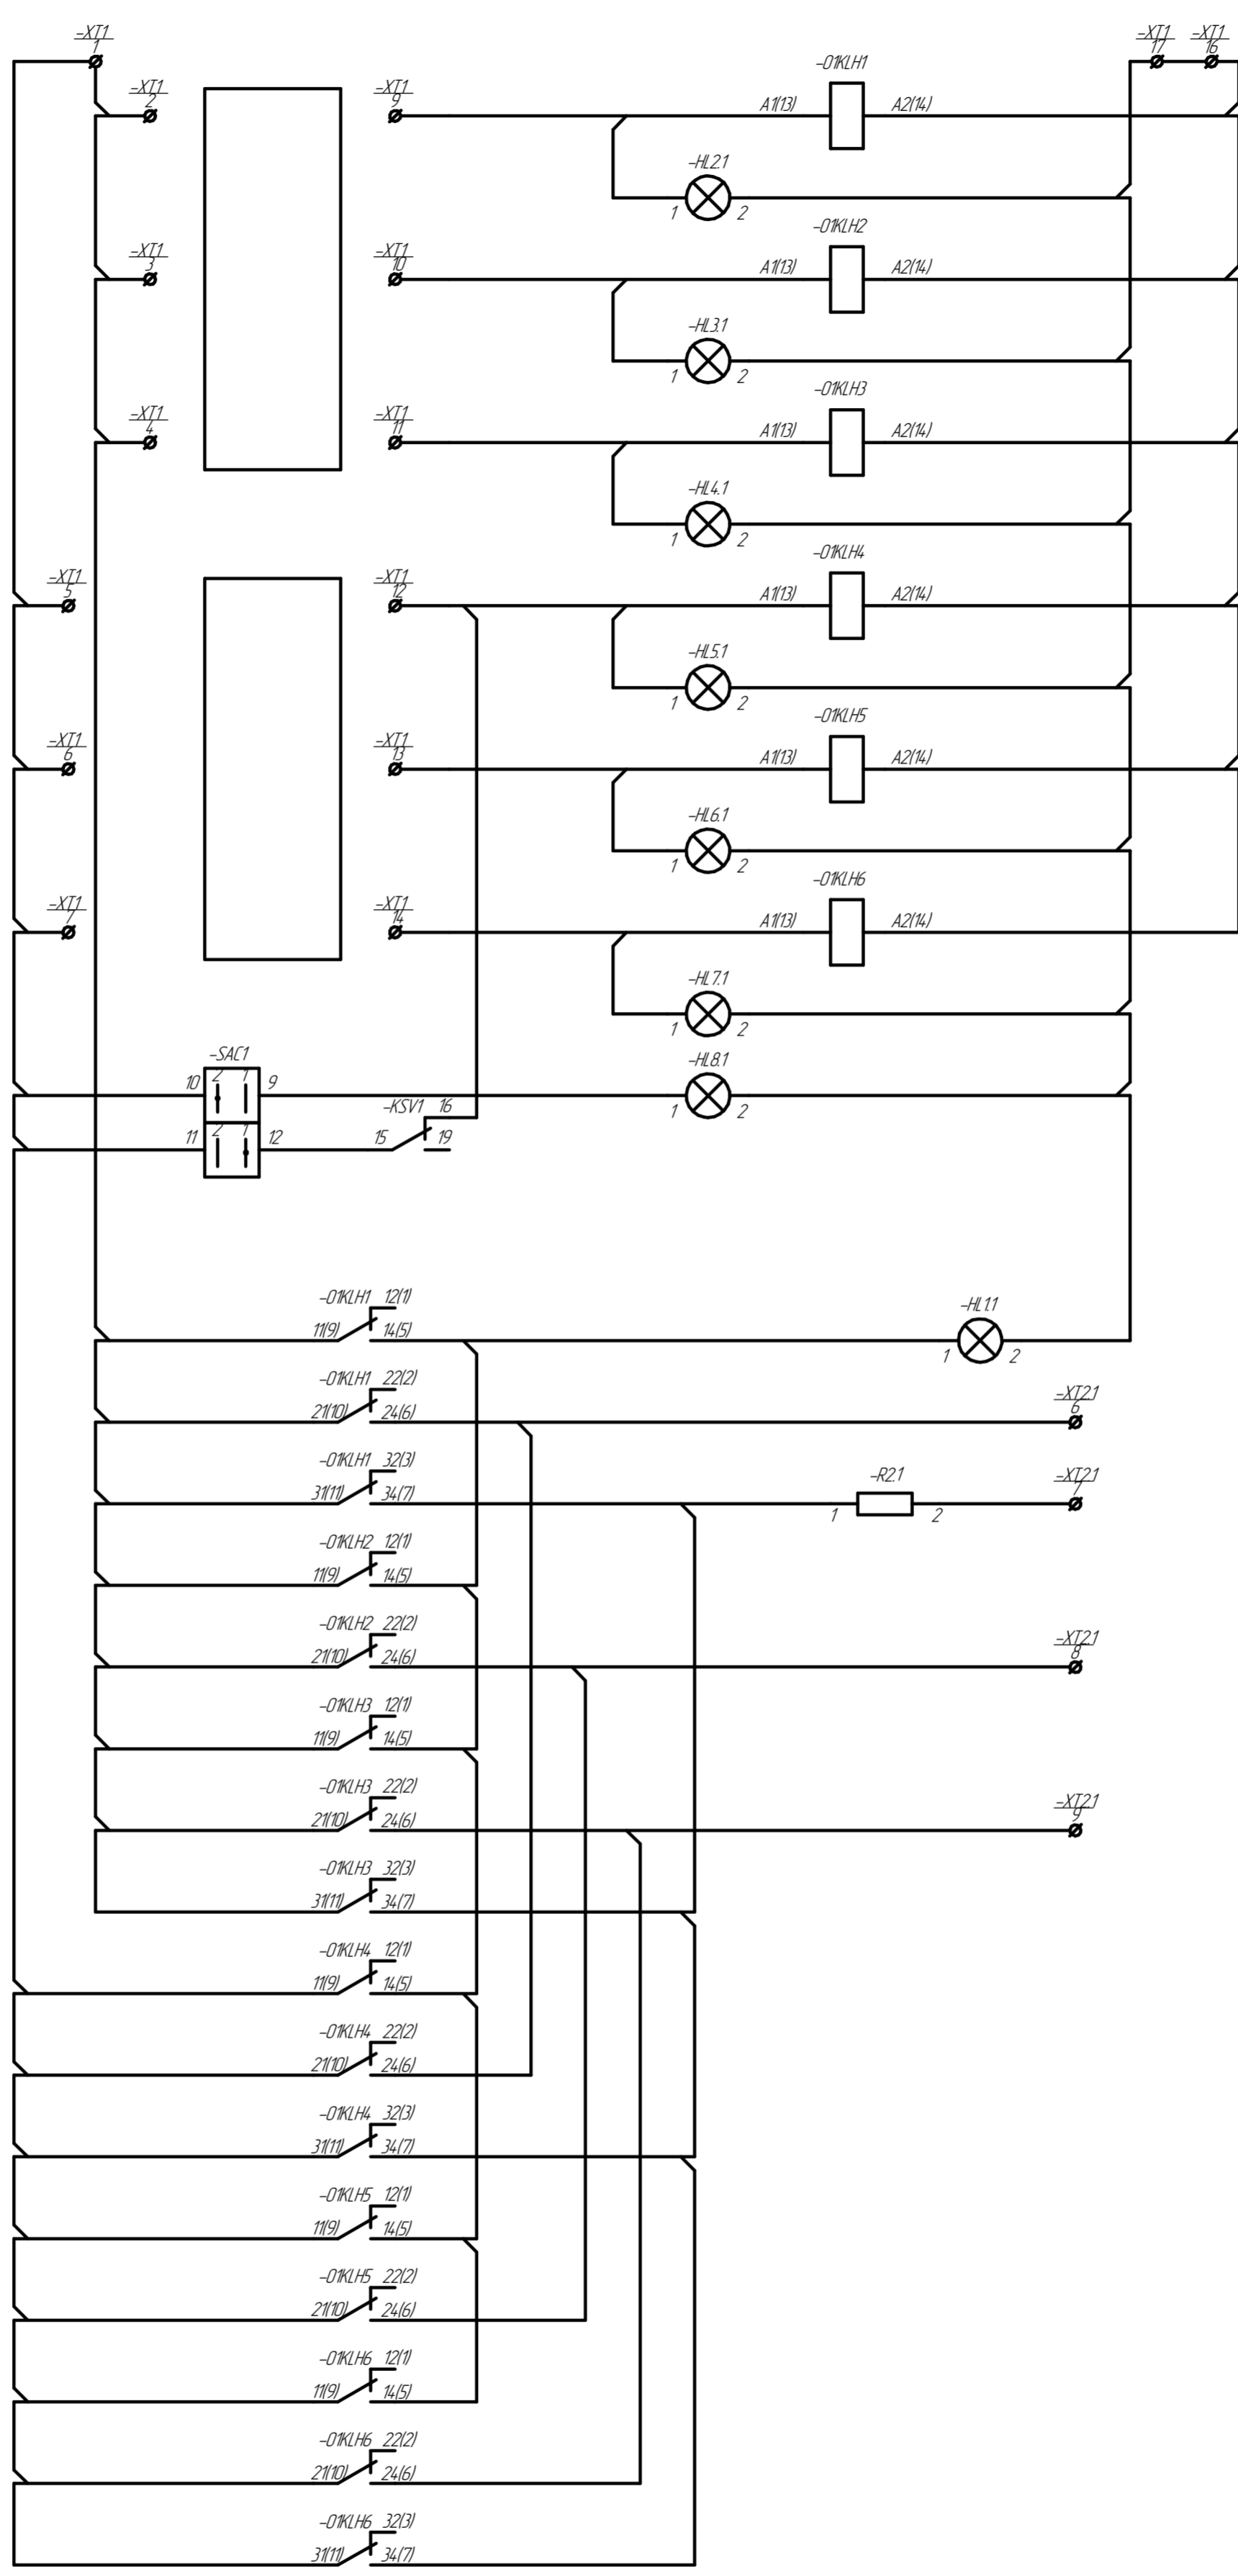 -XT1
1
-XT1
17
-XT1
16
-XT1
2
-XT1
9
-01KLH1
A1(13)
A2(14)
-HL2.1
1
2
-XT1
3
-XT1
10
-01KLH2
A1(13)
A2(14)
-HL3.1
1
2
-XT1
4
-XT1
11
-01KLH3
A1(13)
A2(14)
-HL4.1
1
2
-XT1
5
-XT1
12
-01KLH4
A1(13)
A2(14)
-HL5.1
1
2
-XT1
6
-XT1
13
-01KLH5
A1(13)
A2(14)
-HL6.1
1
2
-XT1
7
-XT1
14
-01KLH6
A1(13)
A2(14)
-HL7.1
1
2
-SAC1
10
2
1
9
-HL8.1
1
2
11
2
1
12
-KSV1
16
15
19
-01KLH1
12(1)
11(9)
14(5)
-HL1.1
1
2
-01KLH1
22(2)
21(10)
24(6)
-XT2.1
6
-01KLH1
32(3)
31(11)
34(7)
-R2.1
1
2
-XT2.1
7
-01KLH2
12(1)
11(9)
14(5)
-01KLH2
22(2)
21(10)
24(6)
-XT2.1
8
-01KLH3
12(1)
11(9)
14(5)
-01KLH3
22(2)
21(10)
24(6)
-XT2.1
9
-01KLH3
32(3)
31(11)
34(7)
-01KLH4
12(1)
11(9)
14(5)
-01KLH4
22(2)
21(10)
24(6)
-01KLH4
32(3)
31(11)
34(7)
-01KLH5
12(1)
11(9)
14(5)
-01KLH5
22(2)
21(10)
24(6)
-01KLH6
12(1)
11(9)
14(5)
-01KLH6
22(2)
21(10)
24(6)
-01KLH6
32(3)
31(11)
34(7)